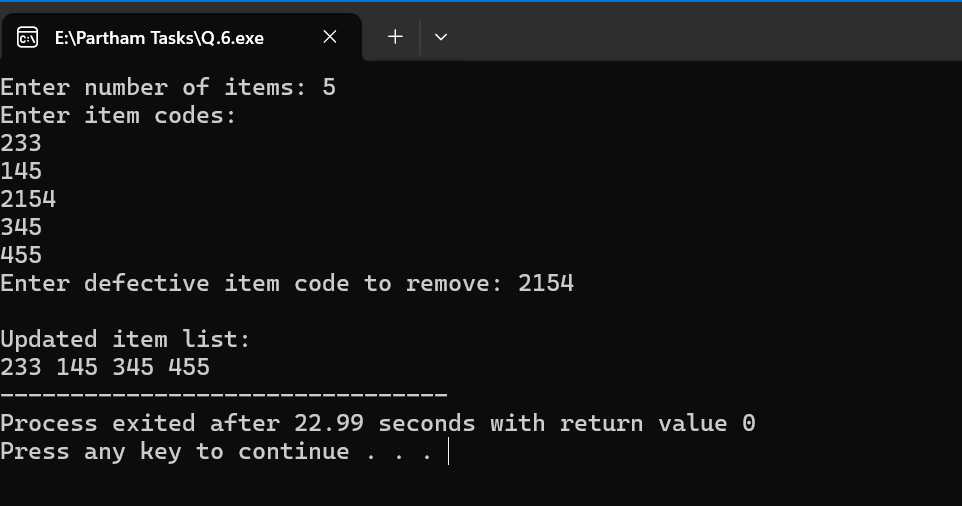 E:\Partham Tasks\Q.6.exe
Enter number of items: 5
Enter item codes:
233
145
2154
345
455
Enter defective item code to remove: 2154
Updated item list:
233 145 345 455
--------------------------------
Process exited after 22.99 seconds with return value 0
Press any key to continue . . .